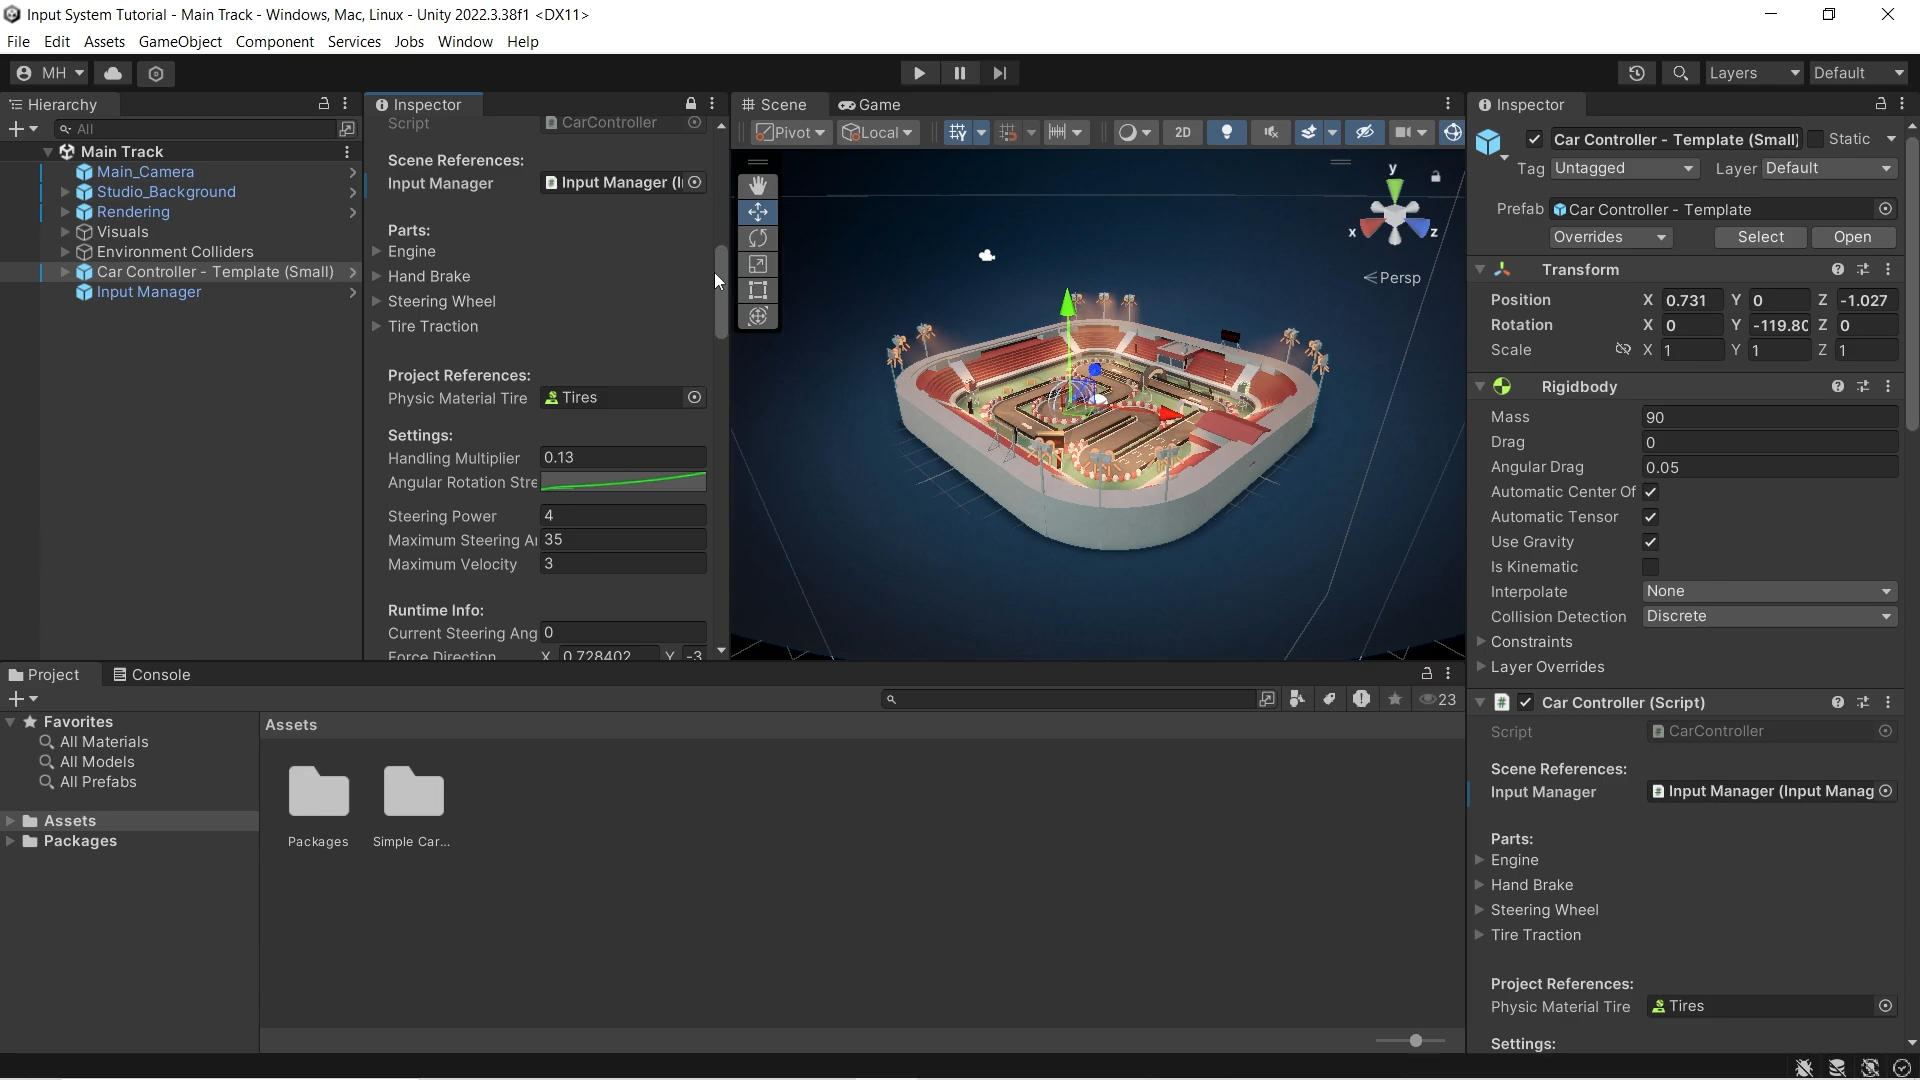 Input System Tutorial - Main Track - Windows, Mac, Linux - Unity 2022.3.38f1 <DX11>
File Edit Assets GameObject Component Services Jobs Window Help
MH Layers Default
Hierarchy
All
Main Track
Main_Camera
Studio_Background
Rendering
Visuals
Environment Colliders
Car Controller - Template (Small)
Input Manager
Inspector
Script CarController
Scene References:
Input Manager Input Manager (I
Parts:
Engine
Hand Brake
Steering Wheel
Tire Traction
Project References:
Physic Material Tire Tires
Settings:
Handling Multiplier 0.13
Angular Rotation Stre
Steering Power 4
Maximum Steering A 35
Maximum Velocity 3
Runtime Info:
Current Steering Ang 0
Force Direction X 0.728402 Y -3
Scene Game
Pivot Local 2D
y
x z
Persp
Inspector
Car Controller - Template (Small) Static
Tag Untagged Layer Default
Prefab Car Controller - Template
Overrides Select Open
Transform
Position X 0.731 Y 0 Z -1.027
Rotation X 0 Y -119.80 Z 0
Scale X 1 Y 1 Z 1
Rigidbody
Mass 90
Drag 0
Angular Drag 0.05
Automatic Center Of
Automatic Tensor
Use Gravity
Is Kinematic
Interpolate None
Collision Detection Discrete
Constraints
Layer Overrides
Car Controller (Script)
Script CarController
Scene References:
Input Manager Input Manager (Input Manag
Parts:
Engine
Hand Brake
Steering Wheel
Tire Traction
Project References:
Physic Material Tire Tires
Settings:
Project Console
23
Favorites
All Materials
All Models
All Prefabs
Assets
Packages
Assets
Packages Simple Car...